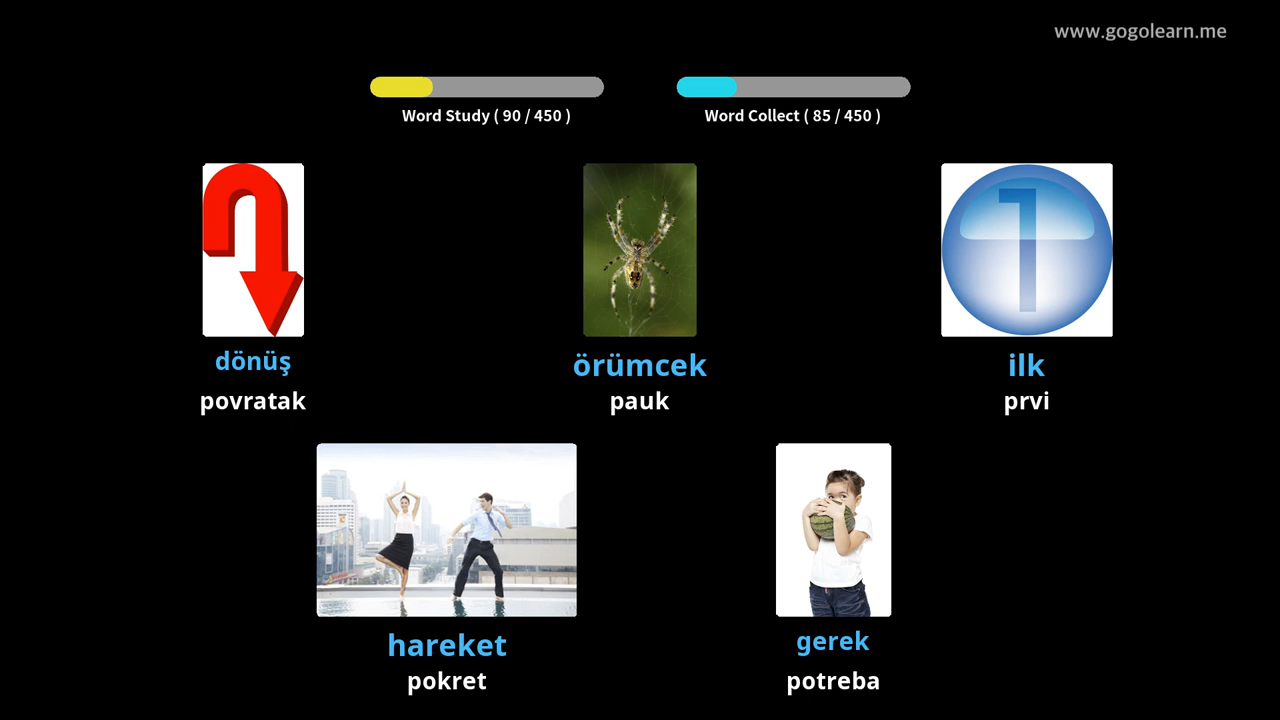 www.gogolearn.me
Word Study ( 90 / 450 )
Word Collect ( 85 / 450 )
1
dönüş
povratak
örümcek
pauk
ilk
prvi
hareket
pokret
gerek
potreba